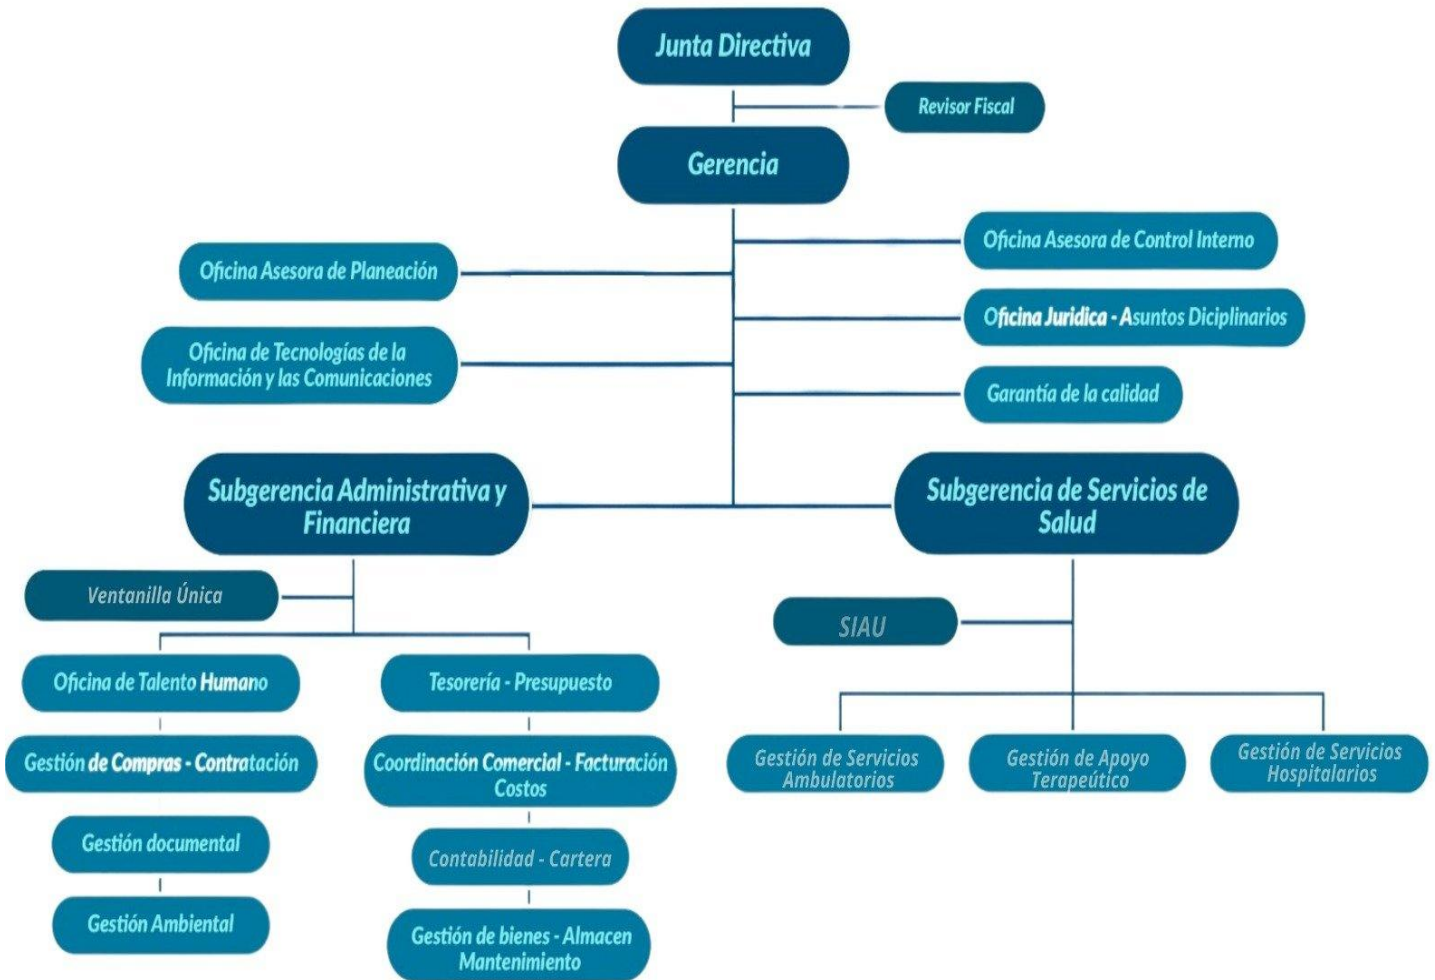 Junta Directiva
Revisor Fiscal
Gerencia
Oficina Asesora de Control Interno
Oficina Asesora de Planeación
Oficina Juridica - Asuntos Diciplinarios
Oficina de Tecnologías de la
Información y las Comunicaciones
Garantía de la calidad
Subgerencia Administrativa y
Financiera
Subgerencia de Servicios de
Salud
Ventanilla Única
SIAU
Oficina de Talento Humano
Tesorería - Presupuesto
Gestión de Compras - Contratación
Coordinación Comercial - Facturación
Costos
Gestión de Servicios
Ambulatorios
Gestión de Apoyo
Terapeútico
Gestión de Servicios
Hospitalarios
Gestión documental
Contabilidad - Cartera
Gestión Ambiental
Gestión de bienes - Almacen
Mantenimiento